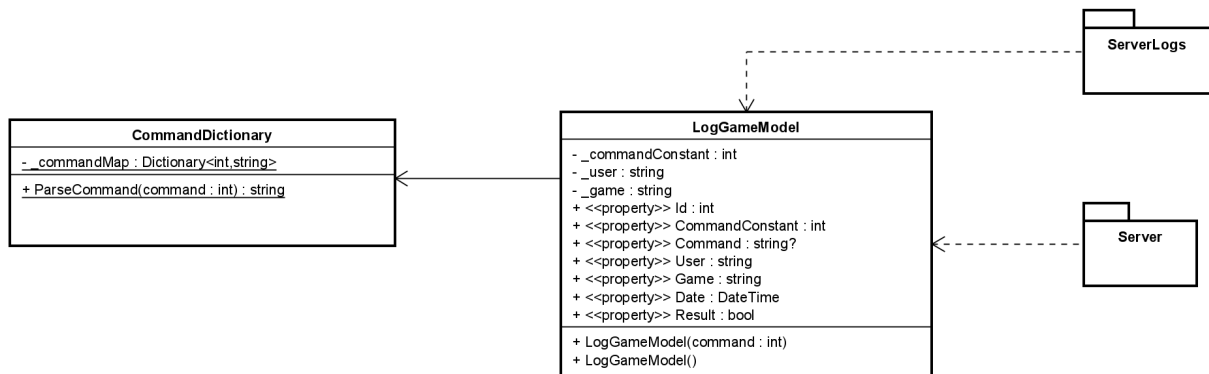 ServerLogs
CommandDictionary
- _commandMap : Dictionary<int,string>
+ ParseCommand(command : int) : string
LogGameModel
- _commandConstant : int
- _user : string
- _game : string
+ <<property>> Id : int
+ <<property>> CommandConstant : int
+ <<property>> Command : string?
+ <<property>> User : string
+ <<property>> Game : string
+ <<property>> Date : DateTime
+ <<property>> Result : bool
+ LogGameModel(command : int)
+ LogGameModel()
Server